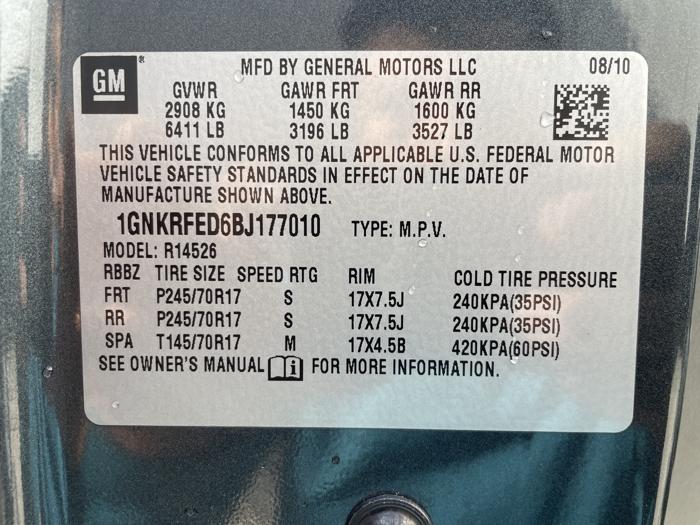 GM ® MFD BY GENERAL MOTORS LLC 08/10
GVWR GAWR FRT GAWR RR
2908 KG 1450 KG 1600 KG
6411 LB 3196 LB 3527 LB
THIS VEHICLE CONFORMS TO ALL APPLICABLE U.S. FEDERAL MOTOR
VEHICLE SAFETY STANDARDS IN EFFECT ON THE DATE OF
MANUFACTURE SHOWN ABOVE.
1GNKRFED6BJ177010 TYPE: M.P.V.
MODEL: R14526
RBBZ TIRE SIZE SPEED RTG RIM COLD TIRE PRESSURE
FRT P245/70R17 S 17X7.5J 240KPA(35PSI)
RR P245/70R17 S 17X7.5J 240KPA(35PSI)
SPA T145/70R17 M 17X4.5B 420KPA(60PSI)
SEE OWNER'S MANUAL i FOR MORE INFORMATION.